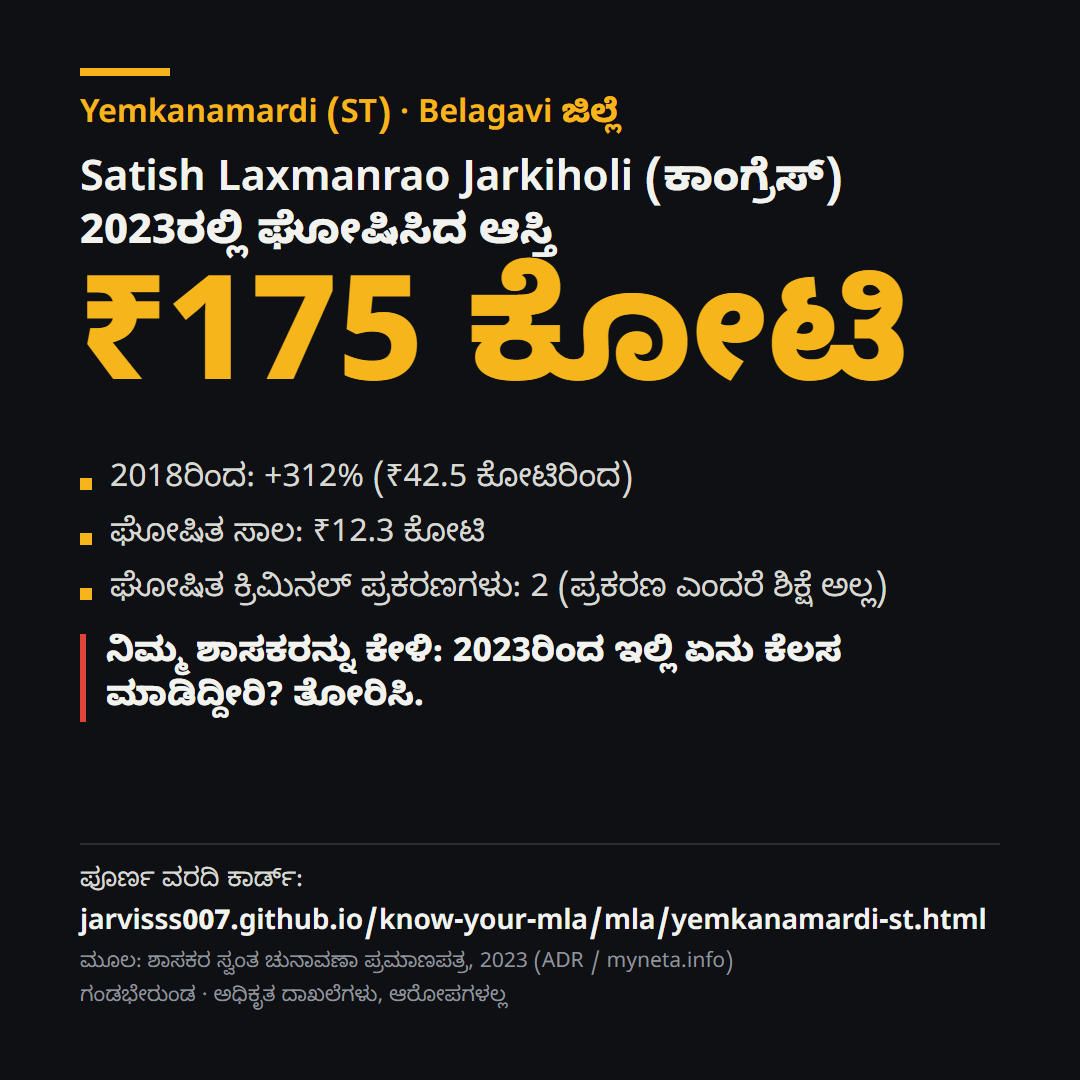 Yemkanamardi (ST) · Belagavi ಜಿಲ್ಲೆ
Satish Laxmanrao Jarkiholi (ಕಾಂಗ್ರೆಸ್)
2023ರಲ್ಲಿ ಘೋಷಿಸಿದ ಆಸ್ತಿ
₹175 ಕೋಟಿ
2018ರಿಂದ: +312% (₹42.5 ಕೋಟಿರಿಂದ)
ಘೋಷಿತ ಸಾಲ: ₹12.3 ಕೋಟಿ
ಘೋಷಿತ ಕ್ರಿಮಿನಲ್ ಪ್ರಕರಣಗಳು: 2 (ಪ್ರಕರಣ ಎಂದರೆ ಶಿಕ್ಷೆ ಅಲ್ಲ)
ನಿಮ್ಮ ಶಾಸಕರನ್ನು ಕೇಳಿ: 2023ರಿಂದ ಇಲ್ಲಿ ಏನು ಕೆಲಸ
ಮಾಡಿದ್ದೀರಿ? ತೋರಿಸಿ.
ಪೂರ್ಣ ವರದಿ ಕಾರ್ಡ್:
jarvisss007.github.io/know-your-mla/mla/yemkanamardi-st.html
ಮೂಲ: ಶಾಸಕರ ಸ್ವಂತ ಚುನಾವಣಾ ಪ್ರಮಾಣಪತ್ರ, 2023 (ADR / myneta.info)
ಗಂಡಭೇರುಂಡ · ಅಧಿಕೃತ ದಾಖಲೆಗಳು, ಆರೋಪಗಳಲ್ಲ